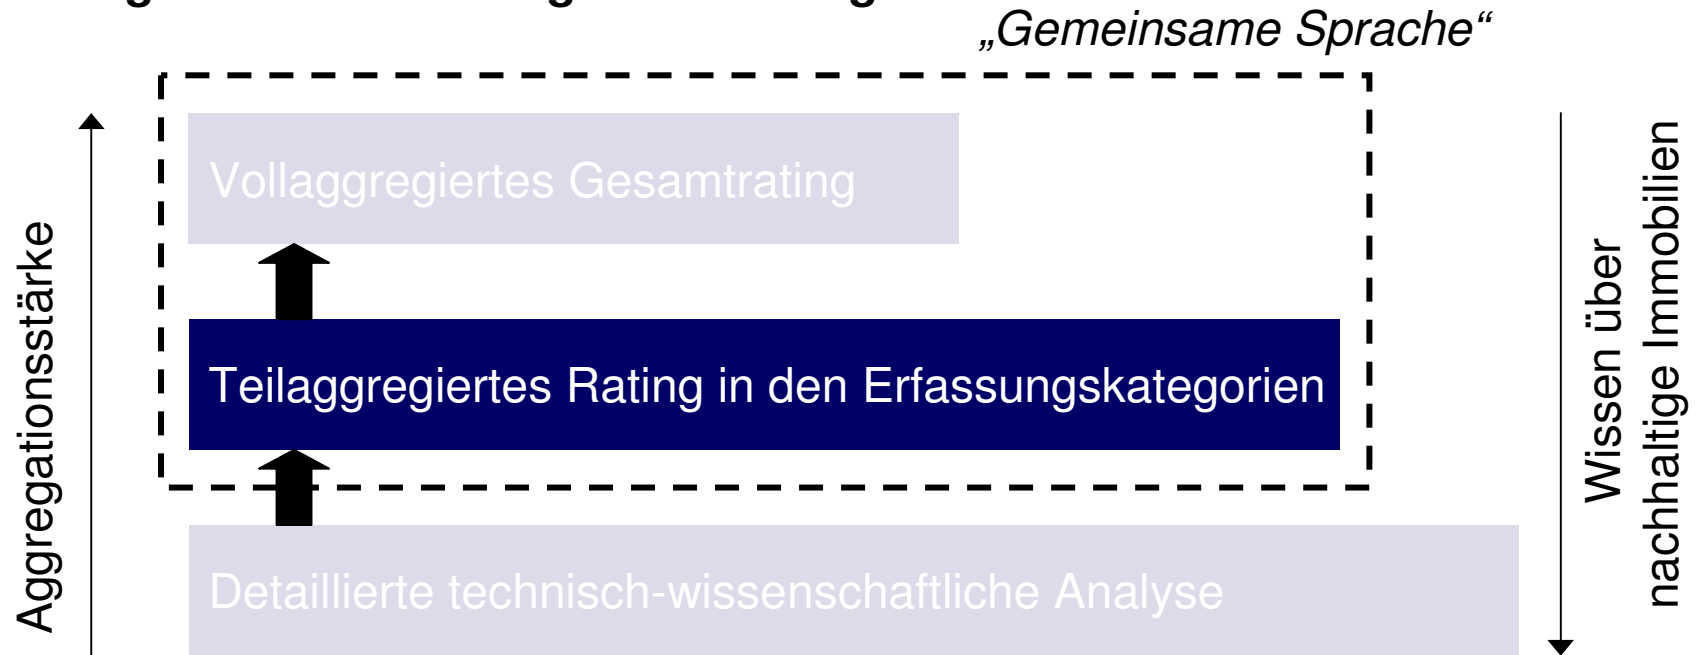 „Gemeinsame Sprache“
Aggregationsstärke
Vollaggregiertes Gesamtrating
Teilaggregiertes Rating in den Erfassungskategorien
Detaillierte technisch-wissenschaftliche Analyse
Wissen über
nachhaltige Immobilien